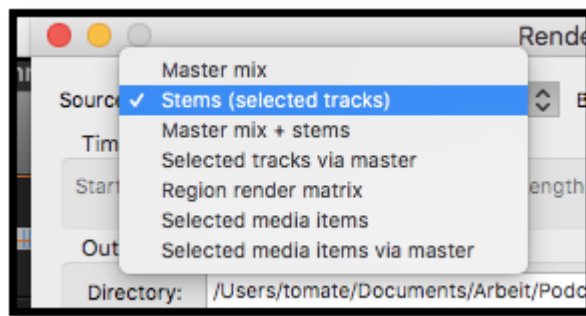 Rende
Master mix
Source ✓ Stems (selected tracks)
Master mix + stems
Tim
Selected tracks via master
Start
Region render matrix
ength
Selected media items
Out
Selected media items via master
Directory: /Users/tomate/Documents/Arbeit/Podc